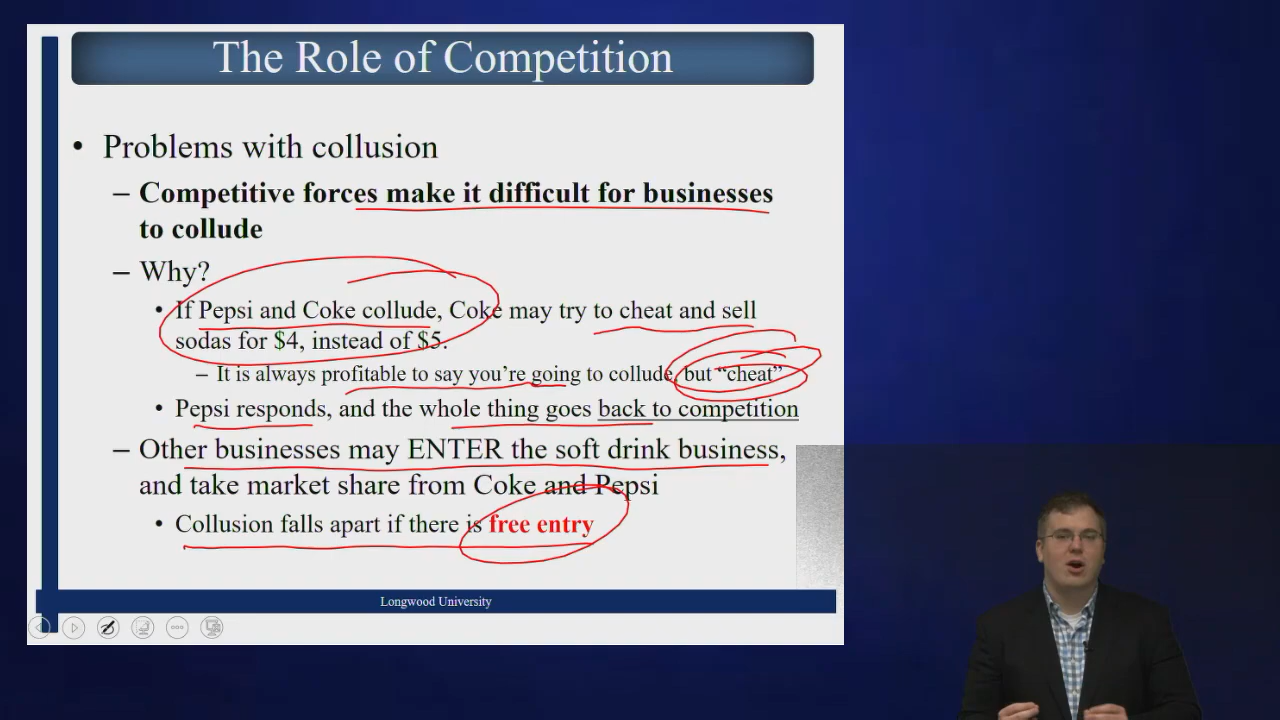 The Role of Competition
• Problems with collusion
– Competitive forces make it difficult for businesses
to collude
– Why?
• If Pepsi and Coke collude, Coke may try to cheat and sell
sodas for $4, instead of $5.
– It is always profitable to say you're going to collude, but “cheat”
• Pepsi responds, and the whole thing goes back to competition
– Other businesses may ENTER the soft drink business,
and take market share from Coke and Pepsi
• Collusion falls apart if there is free entry
Longwood University